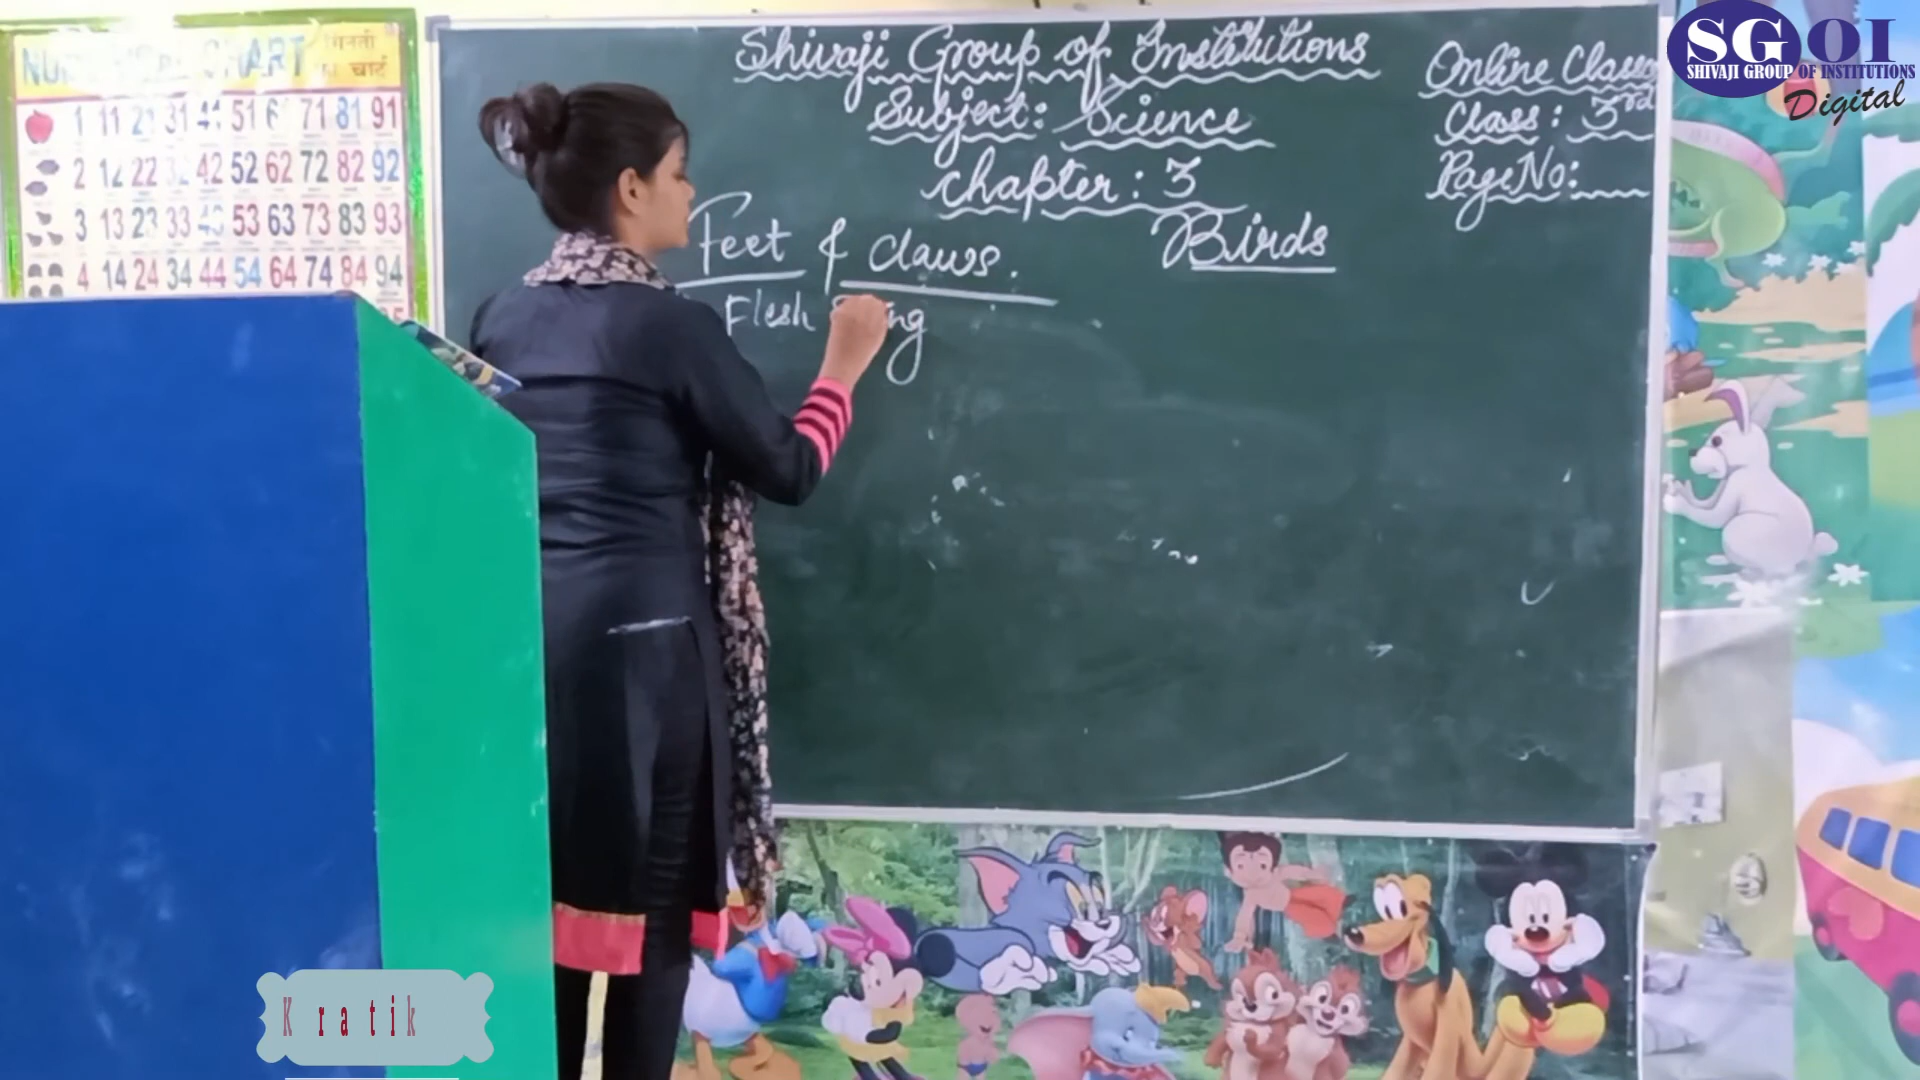 Shivaji Group of Institutions
Subject: Science
Chapter: 3
Birds
Online Classes
Class: 3rd
Page No:
Feet & Claws.
Flesh
SGOI
SHIVAJI GROUP OF INSTITUTIONS
Digital
CHART गिनती
चार्ट
1 11 21 31 41 51 71 81 91
2 12 22 32 42 52 62 72 82 92
3 13 23 33 43 53 63 73 83 93
4 14 24 34 44 54 64 74 84 94
Kratik